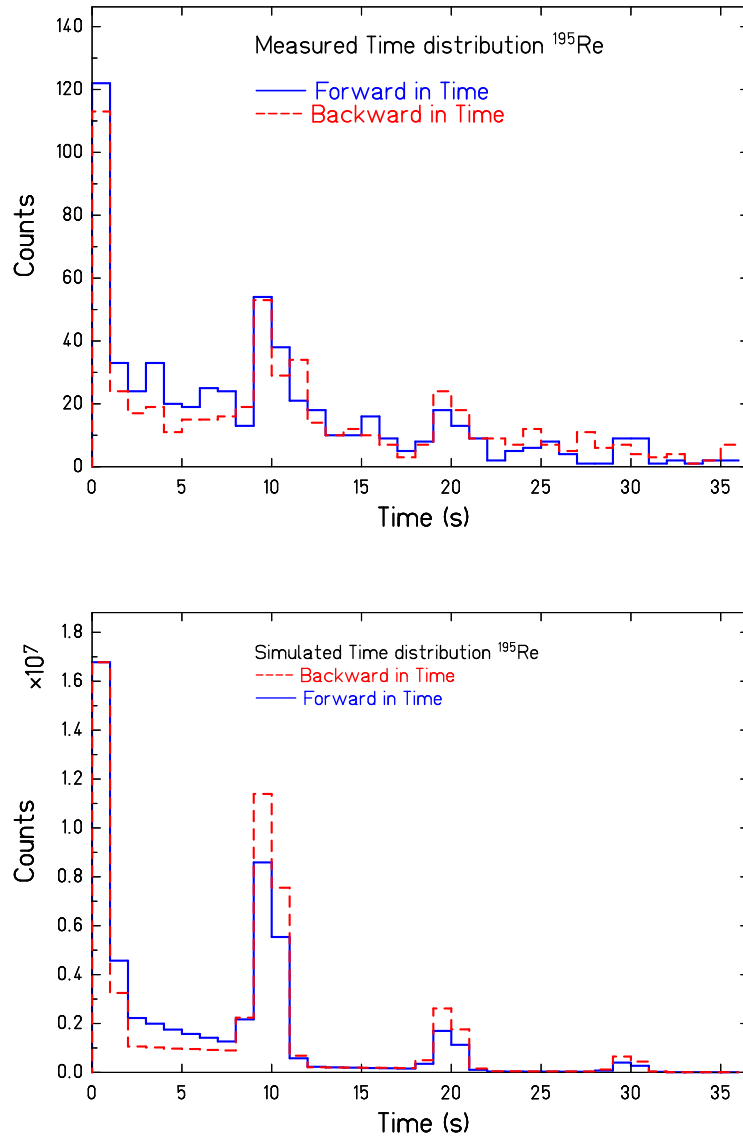 Measured Time distribution ¹⁹⁵Re
Forward in Time
Backward in Time
140
120
100
80
60
40
20
0
Counts
0 5 10 15 20 25 30 35
Time (s)
Simulated Time distribution ¹⁹⁵Re
Backward in Time
Forward in Time
×10⁷
1.8
1.6
1.4
1.2
1.0
0.8
0.6
0.4
0.2
0.0
Counts
0 5 10 15 20 25 30 35
Time (s)